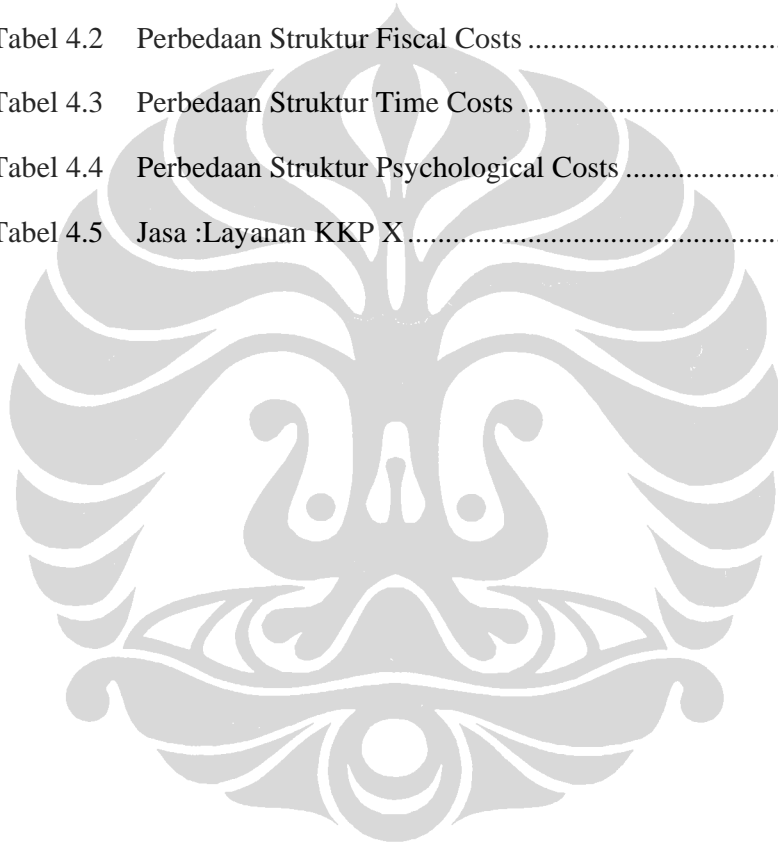 Tabel 4.2 Perbedaan Struktur Fiscal Costs ..................................
Tabel 4.3 Perbedaan Struktur Time Costs ...................................
Tabel 4.4 Perbedaan Struktur Psychological Costs .....................
Tabel 4.5 Jasa :Layanan KKP X..................................................